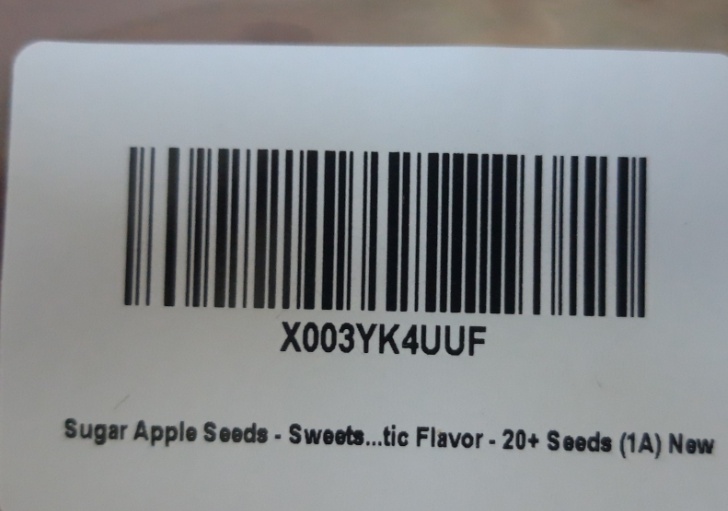 X003YK4UUF
Sugar Apple Seeds - Sweets...tic Flavor - 20+ Seeds (1A) New